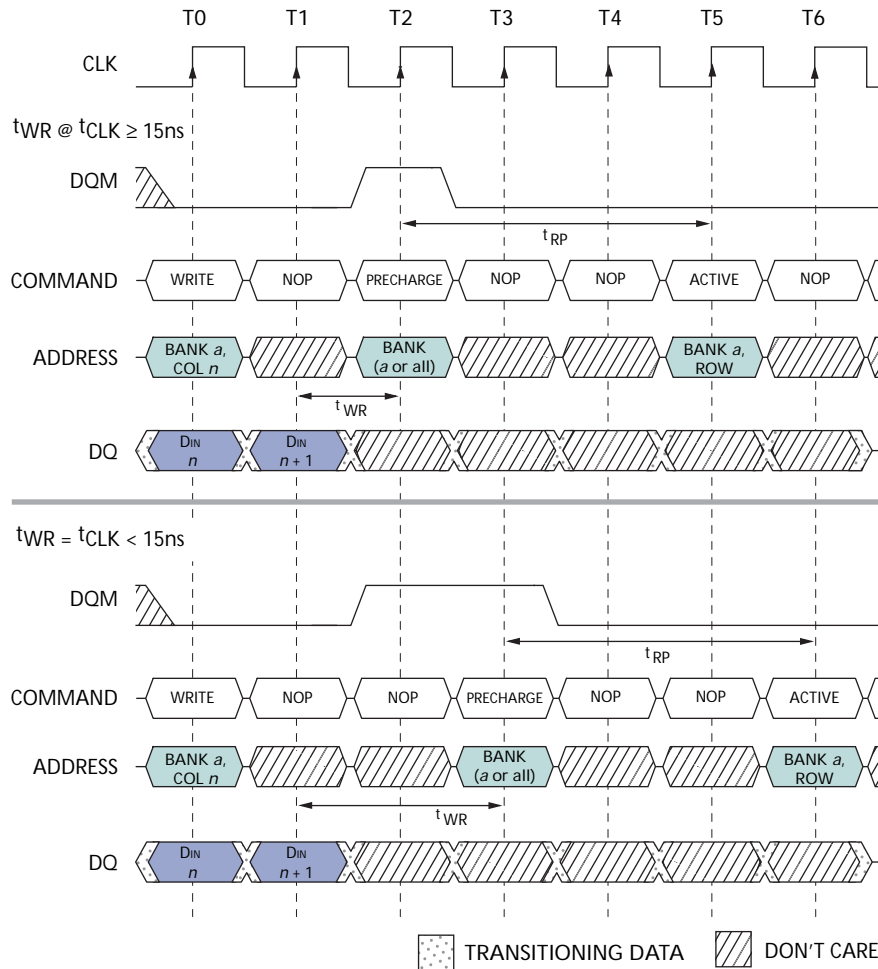 T0 T1 T2 T3 T4 T5 T6
CLK
tWR @ tCLK ≥ 15ns
DQM
tRP
COMMAND WRITE NOP PRECHARGE NOP NOP ACTIVE NOP
ADDRESS BANK a, COL n BANK (a or all) BANK a, ROW
tWR
DQ DIN n DIN n + 1
tWR = tCLK < 15ns
DQM
tRP
COMMAND WRITE NOP NOP PRECHARGE NOP NOP ACTIVE
ADDRESS BANK a, COL n BANK (a or all) BANK a, ROW
tWR
DQ DIN n DIN n + 1
TRANSITIONING DATA DON'T CARE